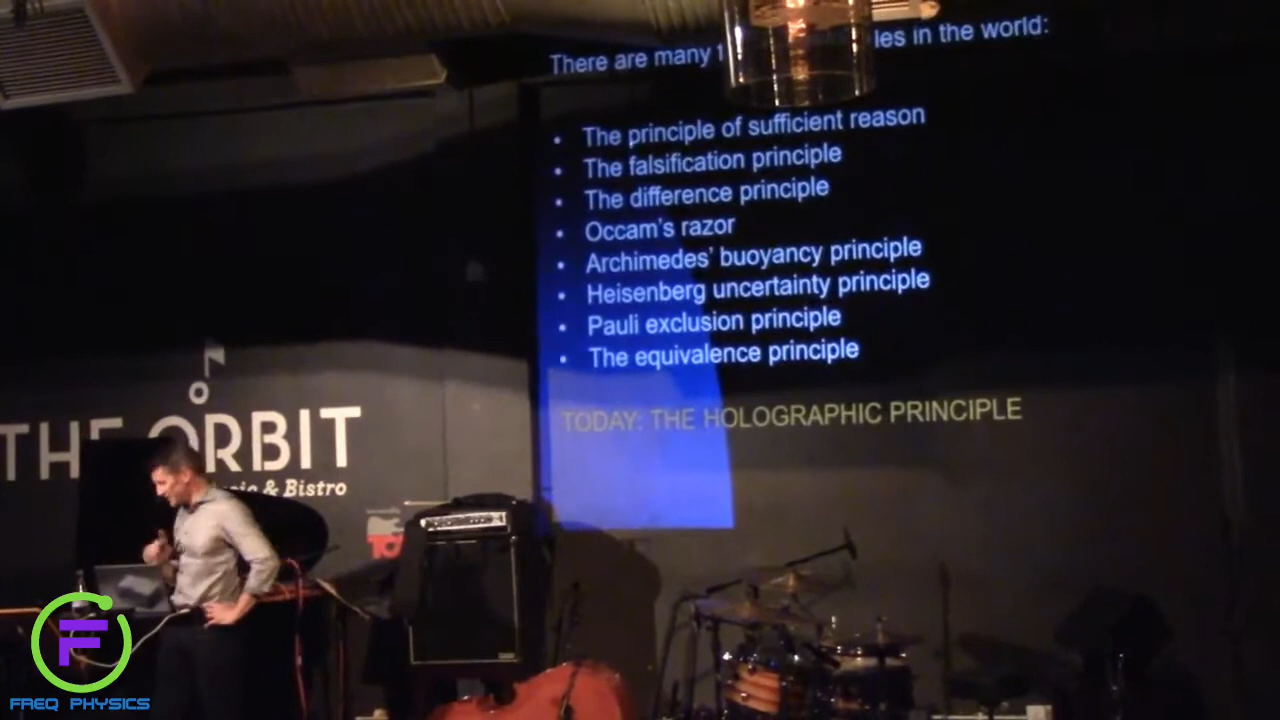 There are many les in the world:
• The principle of sufficient reason
• The falsification principle
• The difference principle
• Occam's razor
• Archimedes' buoyancy principle
• Heisenberg uncertainty principle
• Pauli exclusion principle
• The equivalence principle
TODAY: THE HOLOGRAPHIC PRINCIPLE
THE ORBIT
& Bistro
F
FREQ PHYSICS